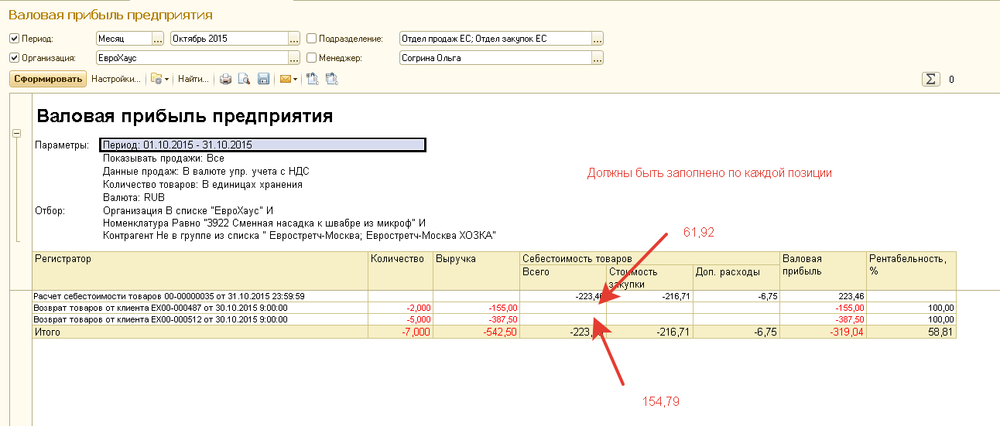 Валовая прибыль предприятия
Период: Месяц ... Октябрь 2015 ... Подразделение: Отдел продаж ЕС; Отдел закупок ЕС ...
Организация: ЕвроХаус ... Менеджер: Согрина Ольга ...
Сформировать Настройки... Найти... Σ 0
Валовая прибыль предприятия
Параметры: Период: 01.10.2015 - 31.10.2015
Показывать продажи: Все
Данные продаж: В валюте упр. учета с НДС
Должны быть заполнено по каждой позиции
Количество товаров: В единицах хранения
Валюта: RUB
Отбор: Организация В списке "ЕвроХаус" И
Номенклатура Равно "3922 Сменная насадка к швабре из микроф" И
Контрагент Не в группе из списка " Евростретч-Москва; Евростретч-Москва ХОЗКА"
61,92
Регистратор Количество Выручка Себестоимость товаров Валовая прибыль Рентабельность, %
Всего Стоимость закупки Доп. расходы
Расчет себестоимости товаров 00-00000035 от 31.10.2015 23:59:59 -223,46 -216,71 -6,75 223,46
Возврат товаров от клиента ЕХ00-000487 от 30.10.2015 9:00:00 -2,000 -155,00 -155,00 100,00
Возврат товаров от клиента ЕХ00-000512 от 30.10.2015 9:00:00 -5,000 -387,50 -387,50 100,00
Итого -7,000 -542,50 -223, -216,71 -6,75 -319,04 58,81
154,79